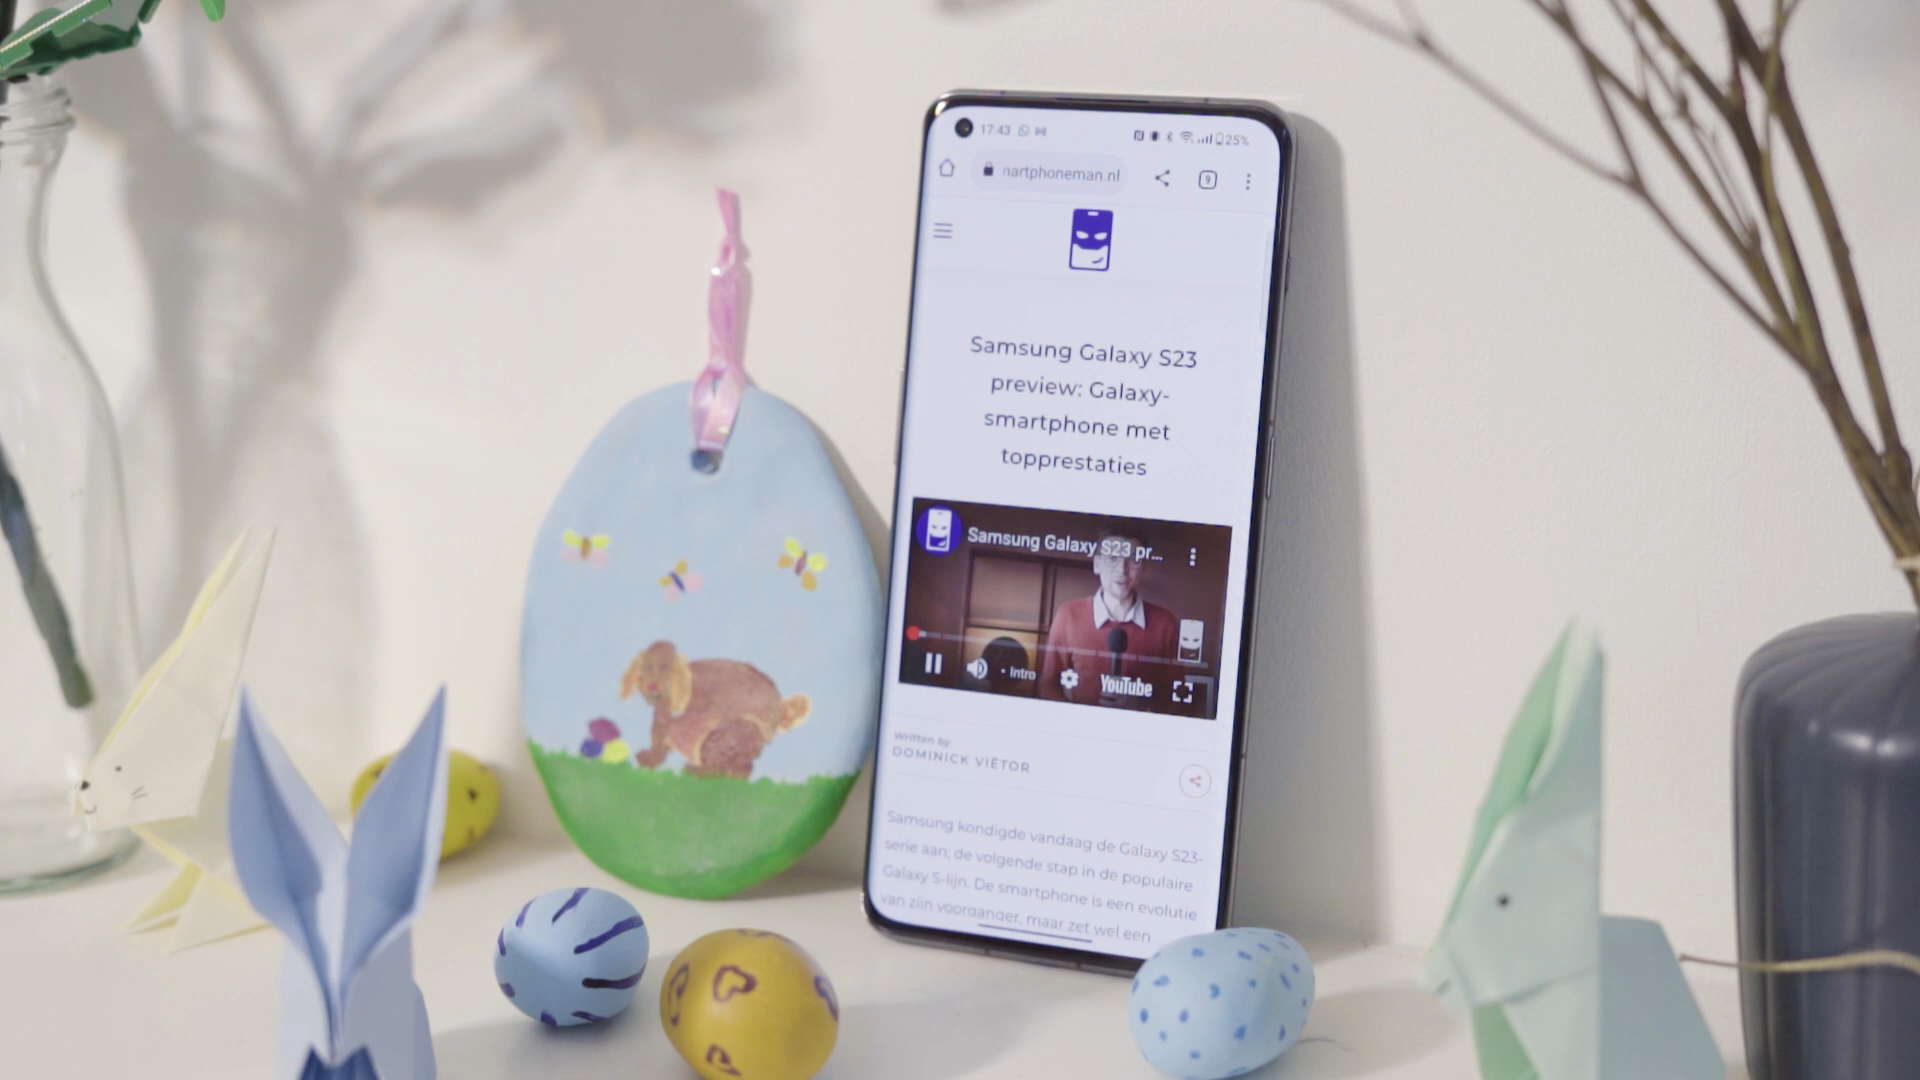 17:43
25%
nartphoneman.nl
9
Samsung Galaxy S23
preview: Galaxy-
smartphone met
topprestaties
Samsung Galaxy S23 pr...
• Intro
YouTube
Written by
DOMINICK VIËTOR
Samsung kondigde vandaag de Galaxy S23-
serie aan; de volgende stap in de populaire
Galaxy S-lijn. De smartphone is een evolutie
van zijn voorganger, maar zet wel een